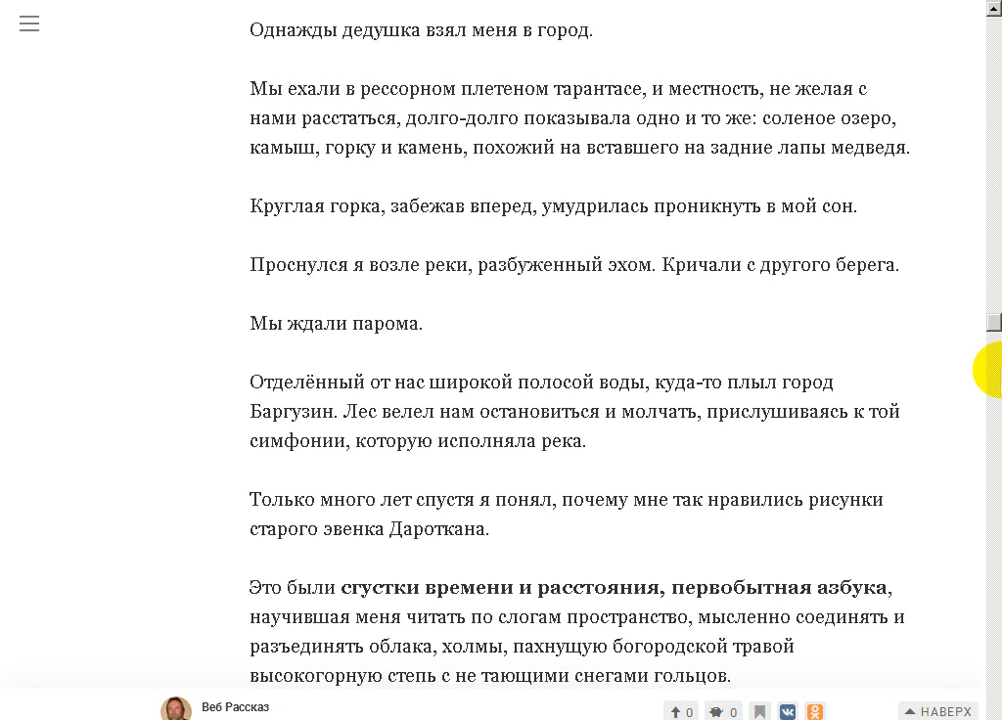 Однажды дедушка взял меня в город.
Мы ехали в рессорном плетеном тарантасе, и местность, не желая с
нами расстаться, долго-долго показывала одно и то же: соленое озеро,
камыш, горку и камень, похожий на вставшего на задние лапы медведя.
Круглая горка, забежав вперед, умудрилась проникнуть в мой сон.
Проснулся я возле реки, разбуженный эхом. Кричали с другого берега.
Мы ждали парома.
Отделённый от нас широкой полосой воды, куда-то плыл город
Баргузин. Лес велел нам остановиться и молчать, прислушиваясь к той
симфонии, которую исполняла река.
Только много лет спустя я понял, почему мне так нравились рисунки
старого эвенка Дароткана.
Это были сгустки времени и расстояния, первобытная азбука,
научившая меня читать по слогам пространство, мысленно соединять и
разъединять облака, холмы, пахнущую богородской травой
высокогорную степь с не тающими снегами гольцов.
Веб Рассказ 0 0 НАВЕРХ